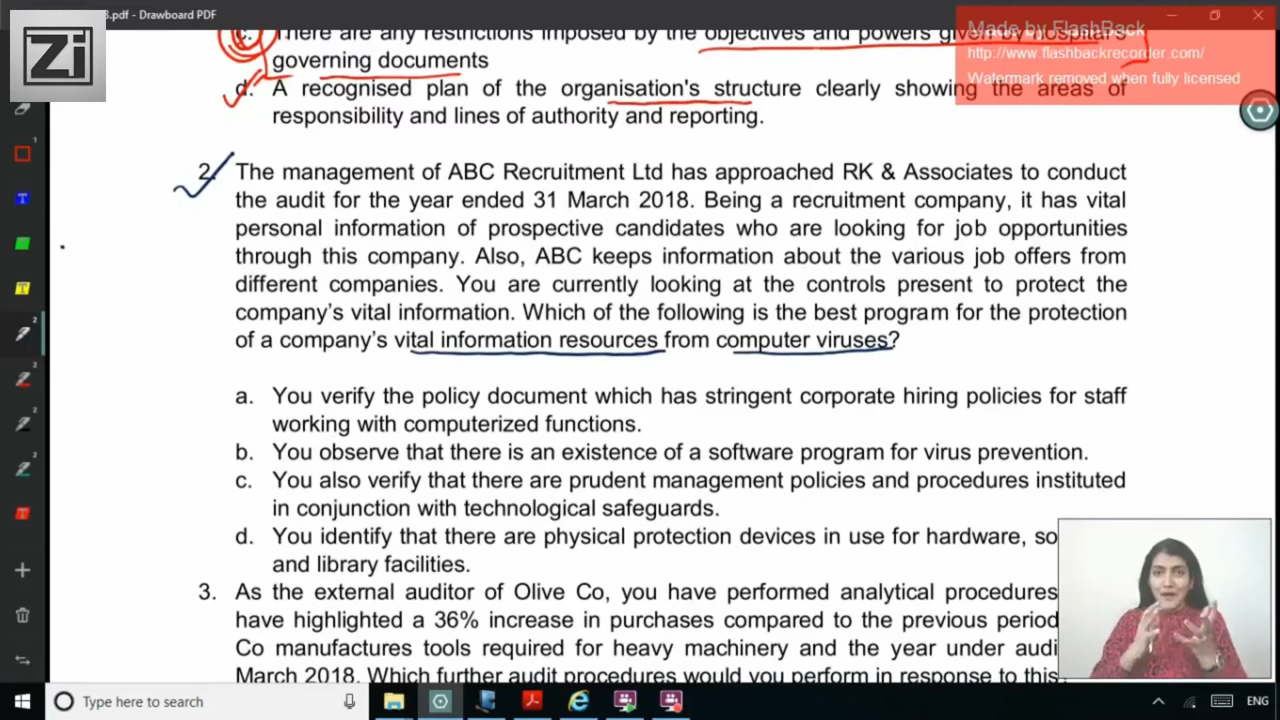 s.pdf - Drawboard PDF
Zi
Made by FlashBack
http://www.flashbackrecorder.com/
Watermark removed when fully licensed
c. There are any restrictions imposed by the objectives and powers given by hospital's
governing documents
d. A recognised plan of the organisation's structure clearly showing the areas of
responsibility and lines of authority and reporting.
2. The management of ABC Recruitment Ltd has approached RK & Associates to conduct
the audit for the year ended 31 March 2018. Being a recruitment company, it has vital
personal information of prospective candidates who are looking for job opportunities
through this company. Also, ABC keeps information about the various job offers from
different companies. You are currently looking at the controls present to protect the
company's vital information. Which of the following is the best program for the protection
of a company's vital information resources from computer viruses?
a. You verify the policy document which has stringent corporate hiring policies for staff
working with computerized functions.
b. You observe that there is an existence of a software program for virus prevention.
c. You also verify that there are prudent management policies and procedures instituted
in conjunction with technological safeguards.
d. You identify that there are physical protection devices in use for hardware, so
and library facilities.
3. As the external auditor of Olive Co, you have performed analytical procedures
have highlighted a 36% increase in purchases compared to the previous period
Co manufactures tools required for heavy machinery and the year under audi
March 2018. Which further audit procedures would you perform in response to this
Type here to search
ENG